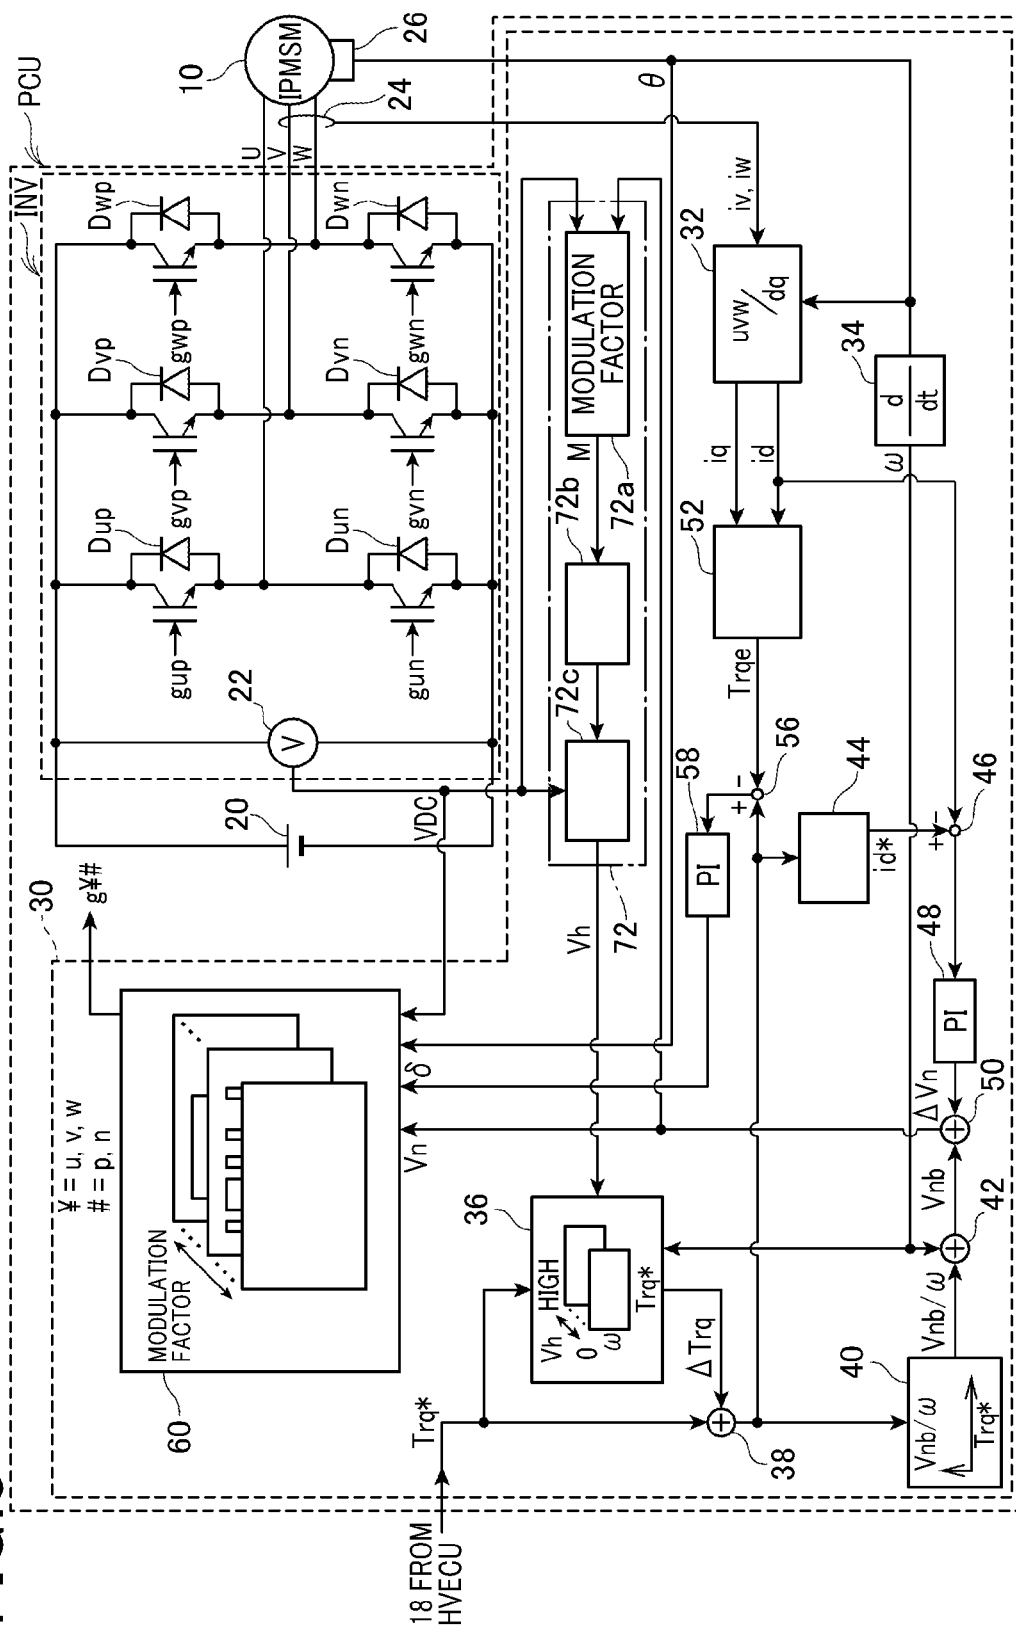 PCU
INV
10
IPMSM
26
24
U
V
W
Dwp
Dvp
Dup
gwp
gvp
gup
Dwn
Dvn
Dun
gwn
gvn
gun
22
V
20
VDC
30
g¥#
¥ = u, v, w
# = p, n
MODULATION
FACTOR
60
Vn
δ
θ
MODULATION
FACTOR
M
72a
72b
72c
72
Vh
iv, iw
32
uvw
/dq
iq
id
34
d
dt
ω
52
Trqe
56
+
-
58
PI
44
id*
46
+
-
48
PI
ΔVn
50
Vnb
42
Vnb/ω
40
Vnb/ω
Trq*
36
HIGH
Vh
0
ω
Trq*
ΔTrq
38
Trq*
18 FROM
HVECU